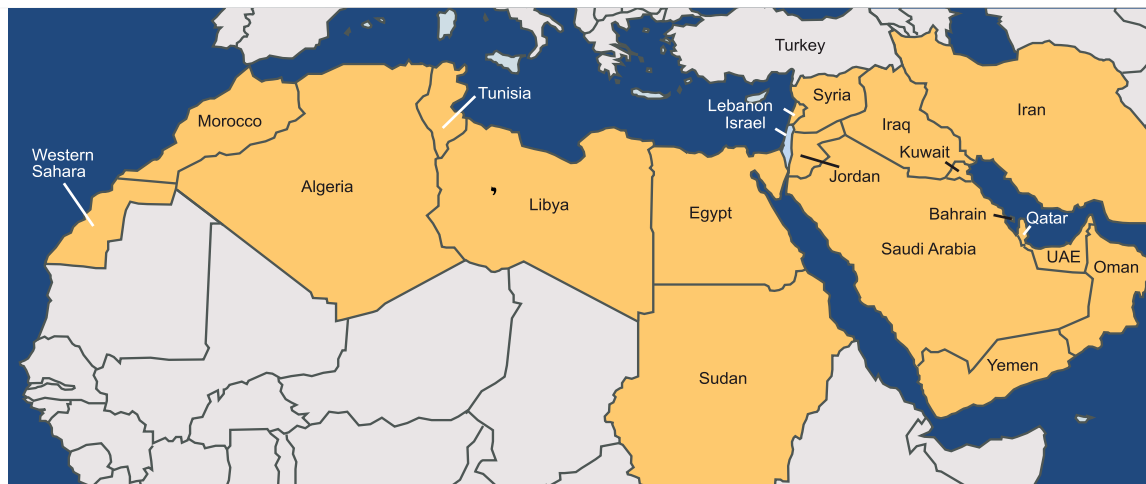 Turkey
Tunisia
Syria
Lebanon
Israel
Iran
Morocco
Iraq
Kuwait
Western
Sahara
Jordan
Algeria
Libya
Egypt
Bahrain
Qatar
Saudi Arabia
UAE
Oman
Yemen
Sudan